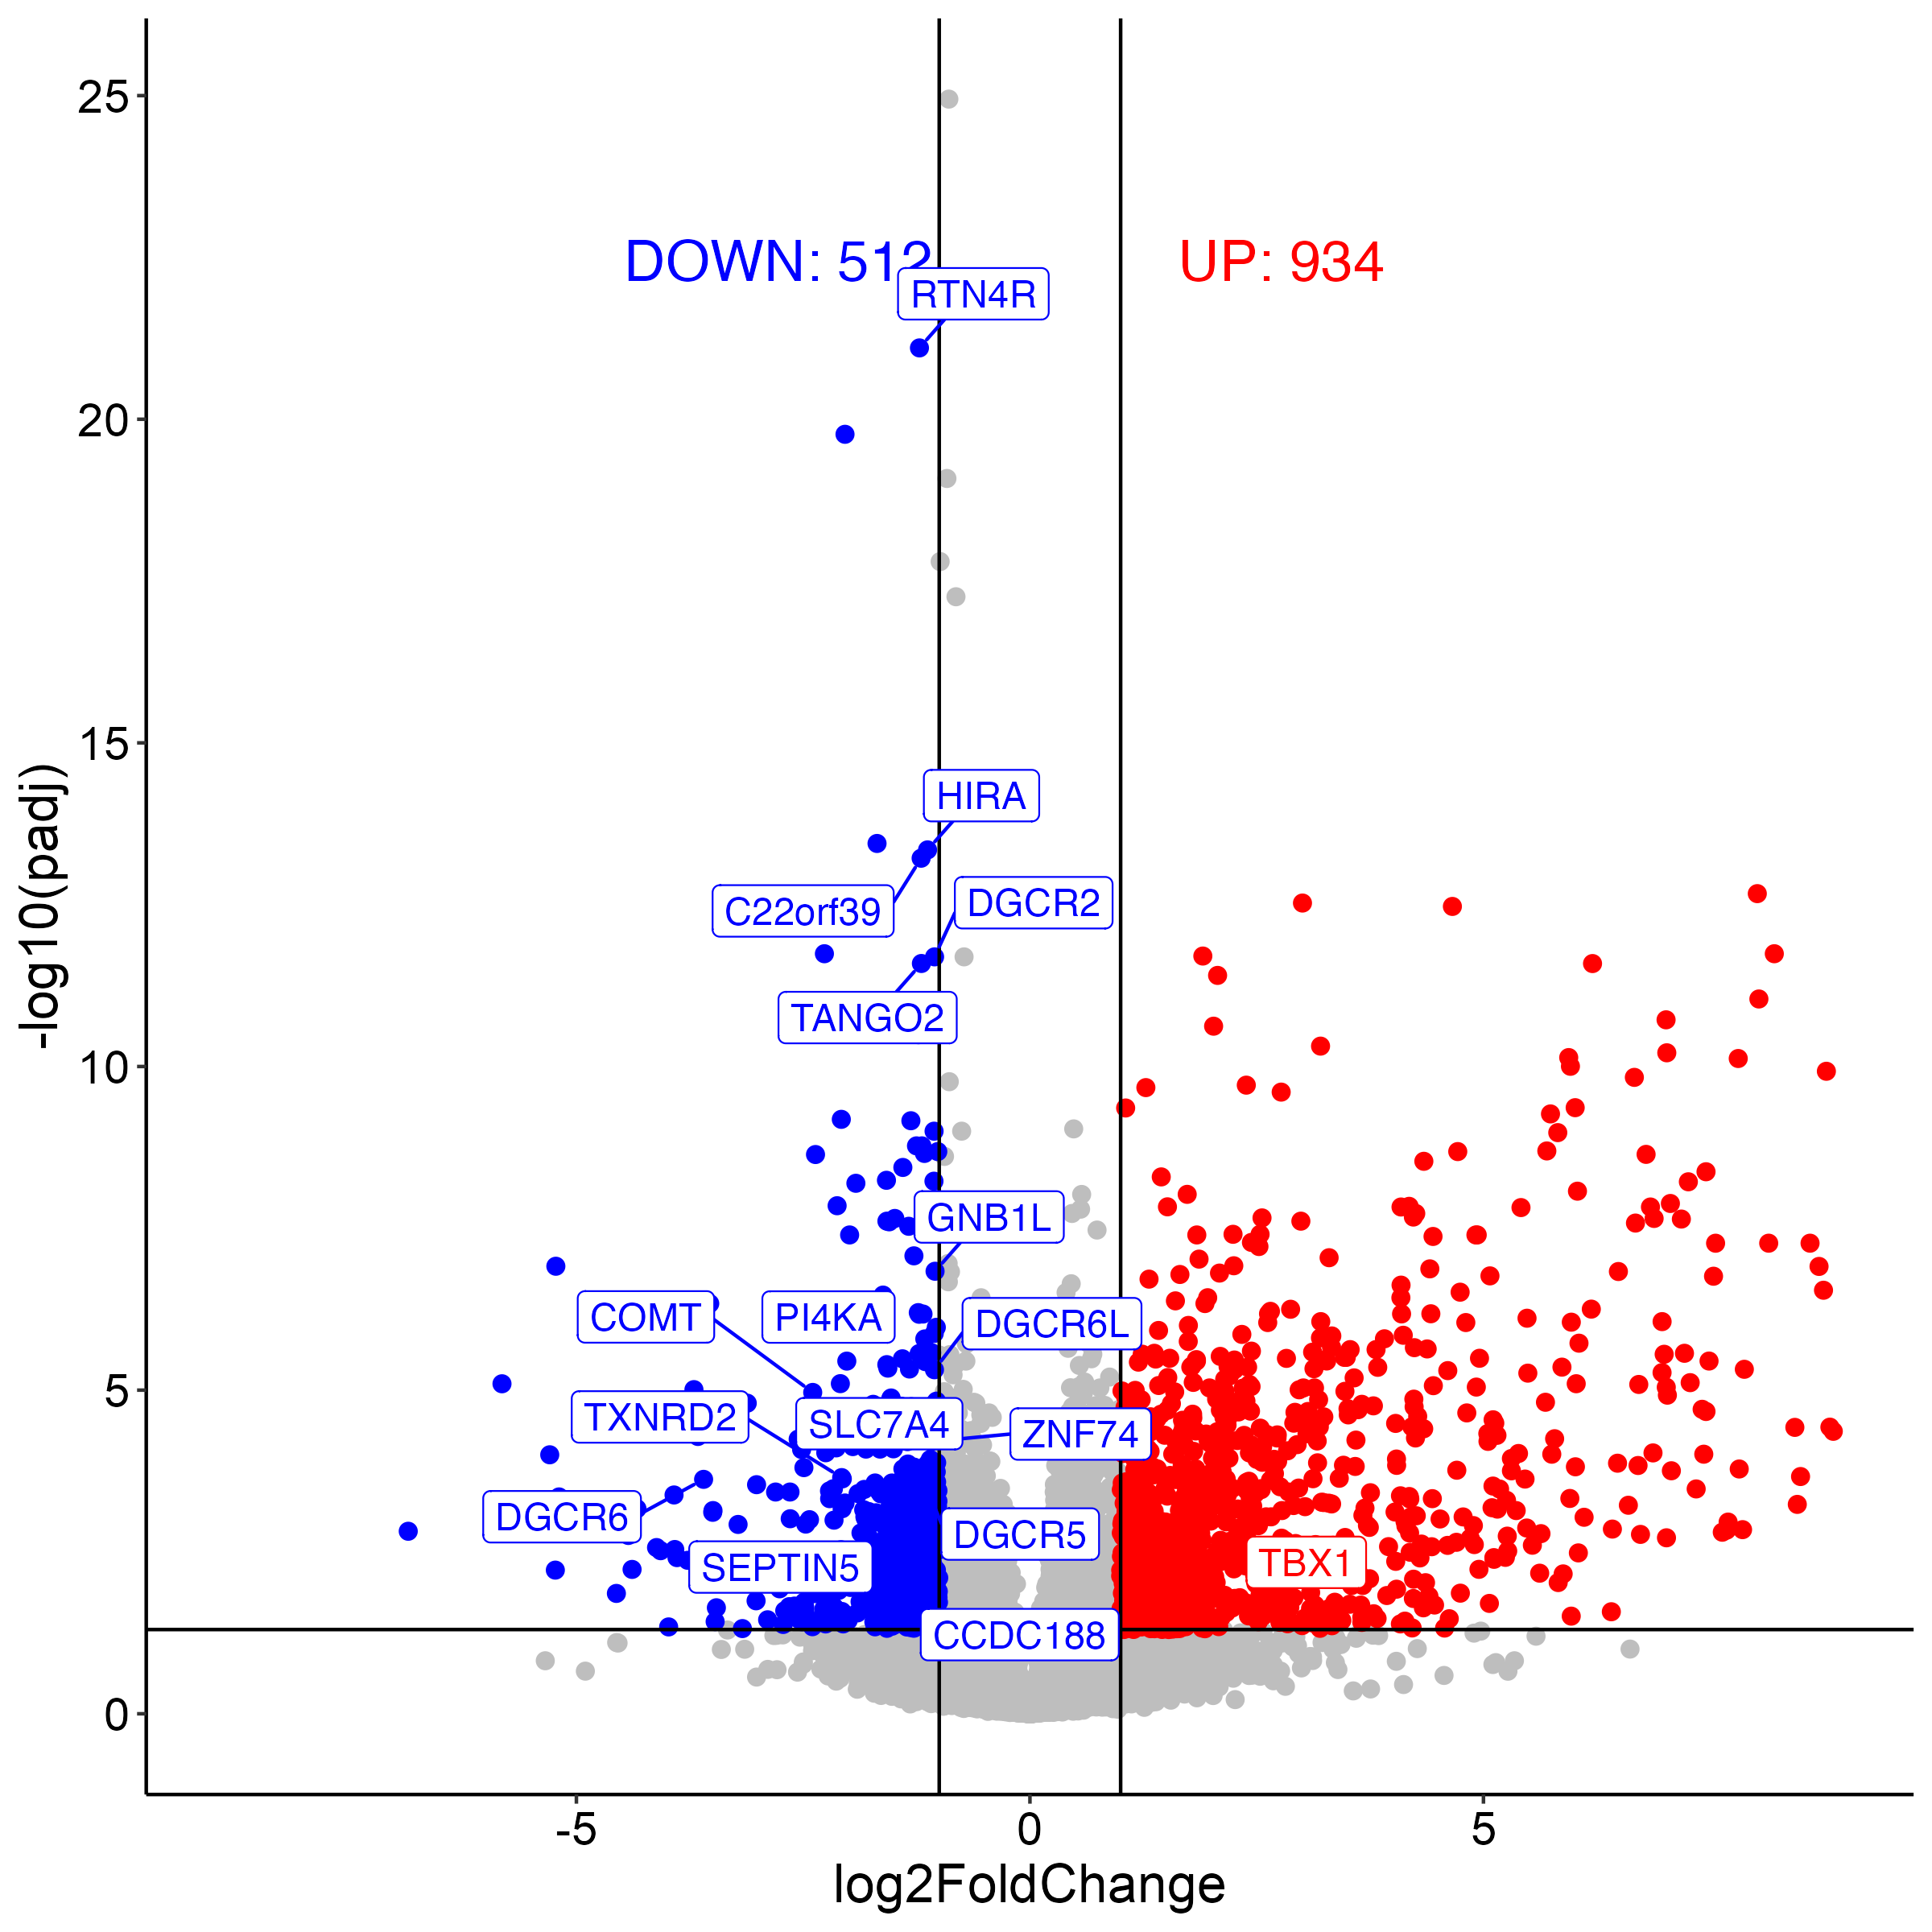 25
DOWN: 512
UP: 934
RTN4R
20
15
HIRA
DGCR2
C22orf39
TANGO2
-log10(padj)
10
GNB1L
COMT
PI4KA
DGCR6L
5
TXNRD2
SLC7A4
ZNF74
DGCR6
DGCR5
SEPTIN5
TBX1
CCDC188
0
-5
0
5
log2FoldChange